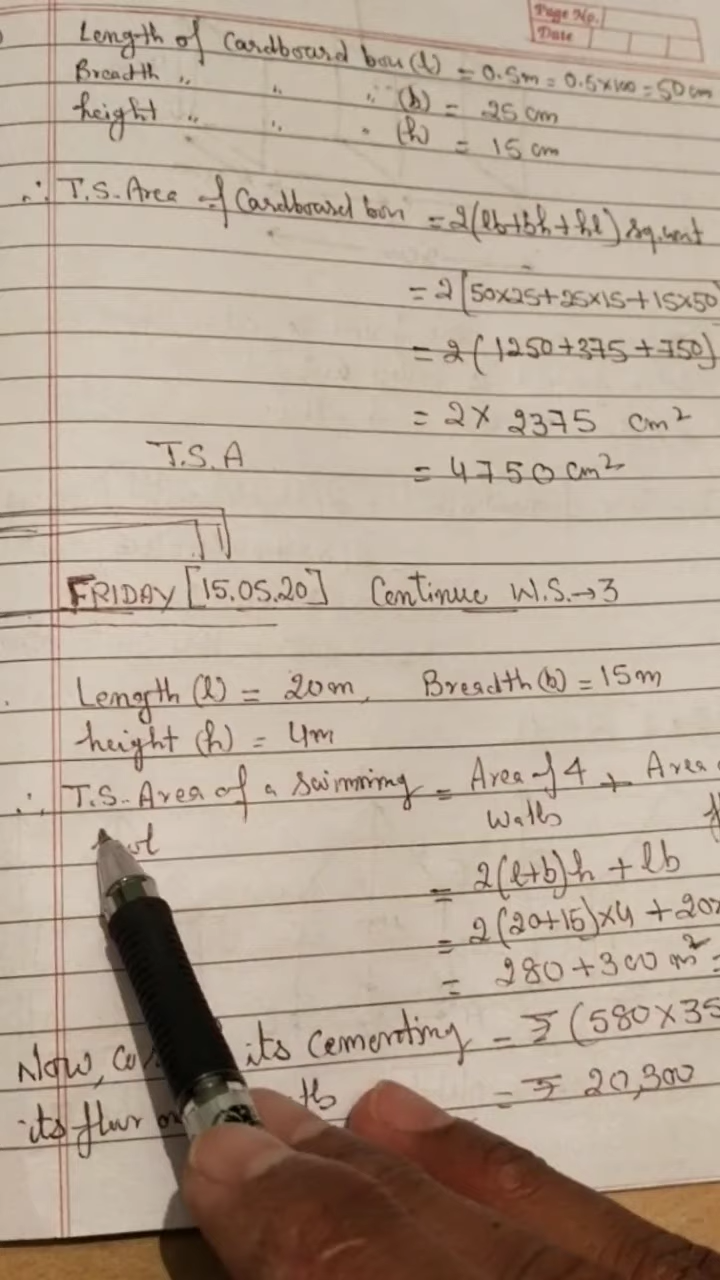 Page No.
Date
Length of Cardboard box (l) = 0.5m = 0.5×100 = 50 cm
Breadth ,, ,, ,, (b) = 25 cm
height ,, ,, ,, (h) = 15 cm
∴ T.S. Area of Cardboard box = 2(lb+bh+hl) sq.unit
= 2[50×25+25×15+15×50
= 2(1250+375+750)
= 2× 2375 cm²
T.S.A = 4750 cm²
FRIDAY [15.05.20] Continue W.S.→3
Length (l) = 20m, Breadth (b) = 15m
height (h) = 4m
∴ T.S. Area of a swimming = Area of 4 + Area
Walls
= 2(l+b)h + lb
= 2(20+15)×4 + 20×
= 280+300 m² =
Now, its cementing = ₹ (580×35
its = ₹ 20,300